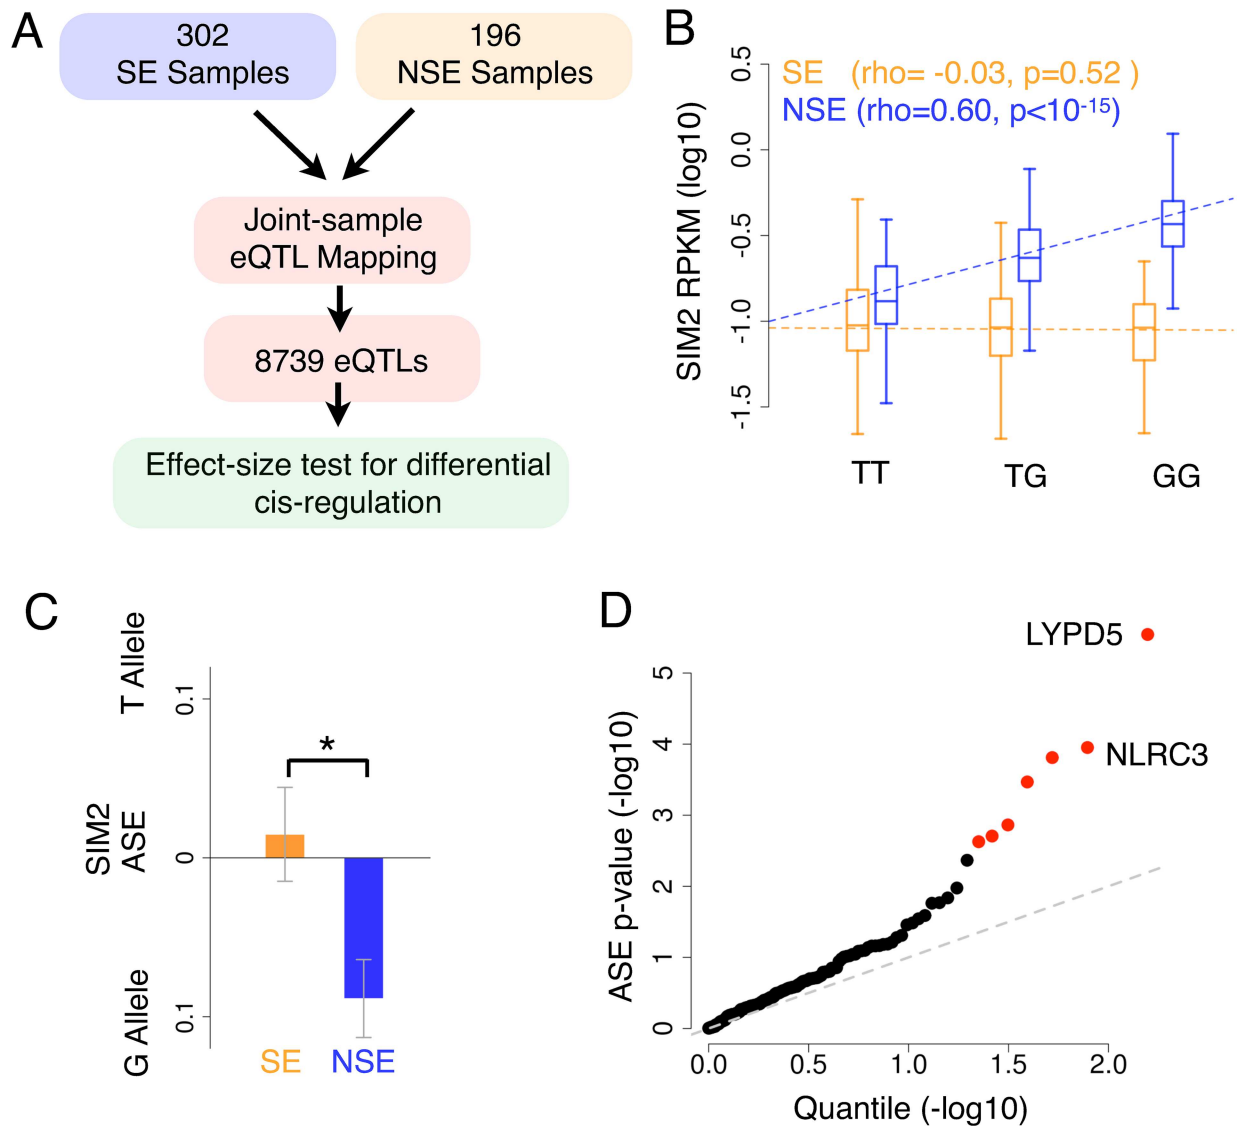 A
302
SE Samples
196
NSE Samples
Joint-sample
eQTL Mapping
8739 eQTLs
Effect-size test for differential
cis-regulation
B
SE (rho= -0.03, p=0.52 )
NSE (rho=0.60, p<10-15)
SIM2 RPKM (log10)
0.5
0.0
-0.5
-1.0
-1.5
TT
TG
GG
C
T Allele
SIM2
ASE
G Allele
0.1
0
0.1
*
SE
NSE
D
LYPD5
NLRC3
ASE p-value (-log10)
5
4
3
2
1
0
0.0
0.5
1.0
1.5
2.0
Quantile (-log10)